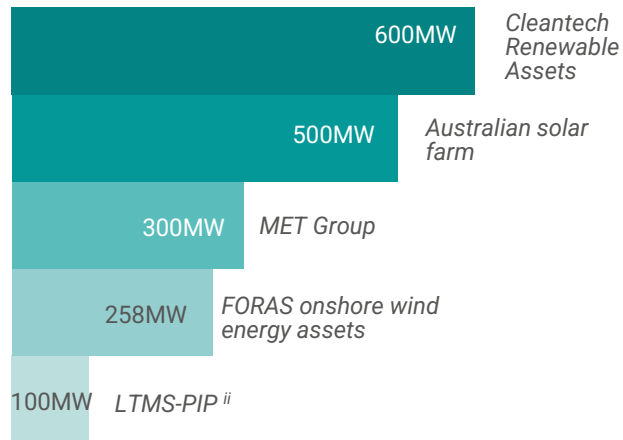 600MW
Cleantech
Renewable
Assets
500MW
Australian solar
farm
300MW
MET Group
258MW
FORAS onshore wind
energy assets
100MW
LTMS-PIP ii